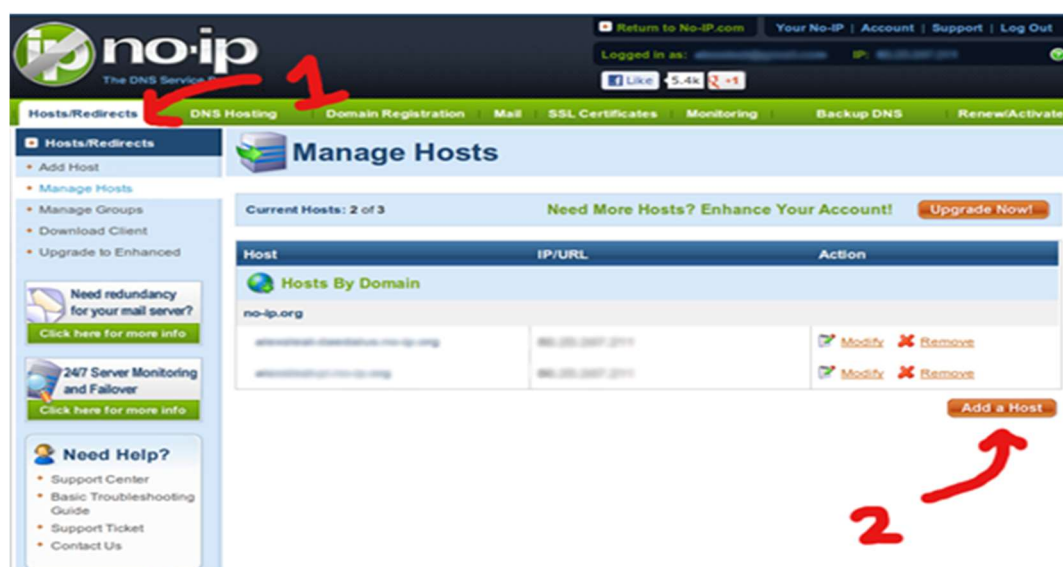 Return to No-IP.com
Your No-IP | Account | Support | Log Out
no-ip
The DNS Service
Logged in as:
IP:
Like 5.4k +1
1
Hosts/Redirects
DNS Hosting
Domain Registration
Mail
SSL Certificates
Monitoring
Backup DNS
Renew/Activate
Hosts/Redirects
Add Host
Manage Hosts
Manage Groups
Download Client
Upgrade to Enhanced
Need redundancy
for your mail server?
Click here for more info
24/7 Server Monitoring
and Failover
Click here for more info
Need Help?
Support Center
Basic Troubleshooting
Guide
Support Ticket
Contact Us
Manage Hosts
Current Hosts: 2 of 3
Need More Hosts? Enhance Your Account!
Upgrade Now!
Host
IP/URL
Action
Hosts By Domain
no-ip.org
Modify
Remove
Modify
Remove
Add a Host
2